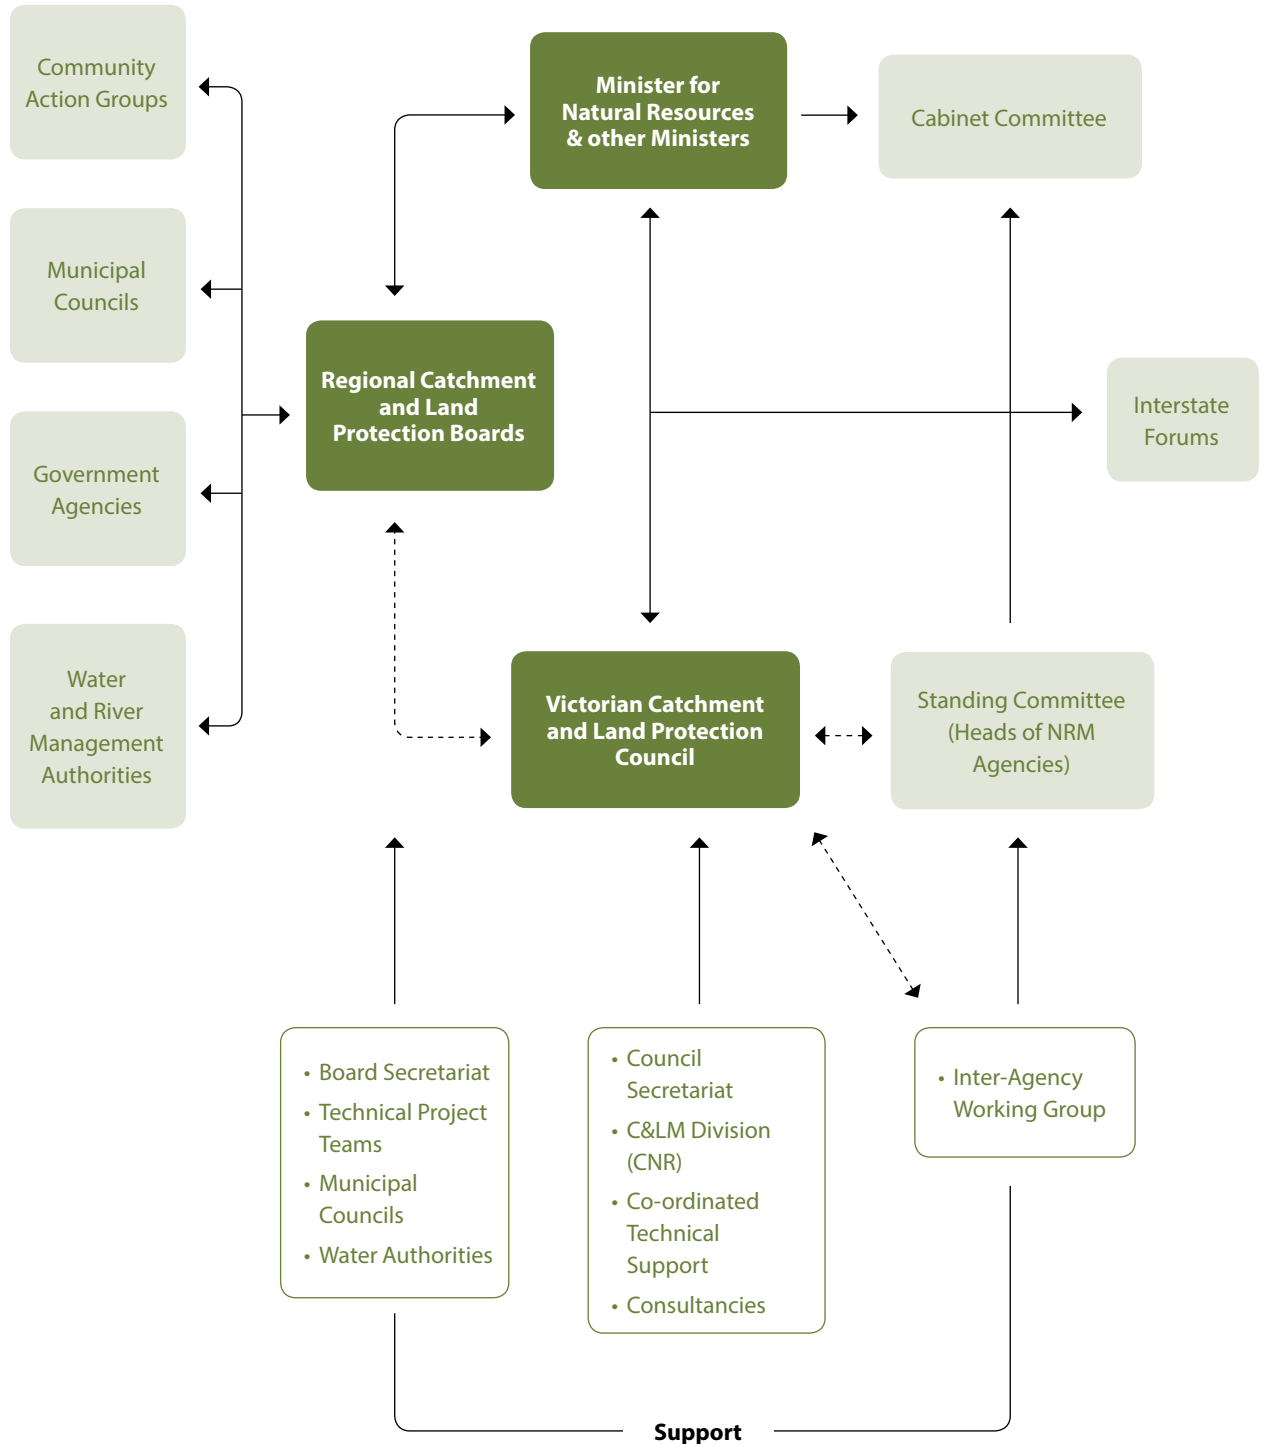 Community
Action Groups
Minister for
Natural Resources
& other Ministers
Cabinet Committee
Municipal
Councils
Regional Catchment
and Land
Protection Boards
Interstate
Forums
Government
Agencies
Water
and River
Management
Authorities
Victorian Catchment
and Land Protection
Council
Standing Committee
(Heads of NRM
Agencies)
• Board Secretariat
• Technical Project
Teams
• Municipal
Councils
• Water Authorities
• Council
Secretariat
• C&LM Division
(CNR)
• Co-ordinated
Technical
Support
• Consultancies
• Inter-Agency
Working Group
Support